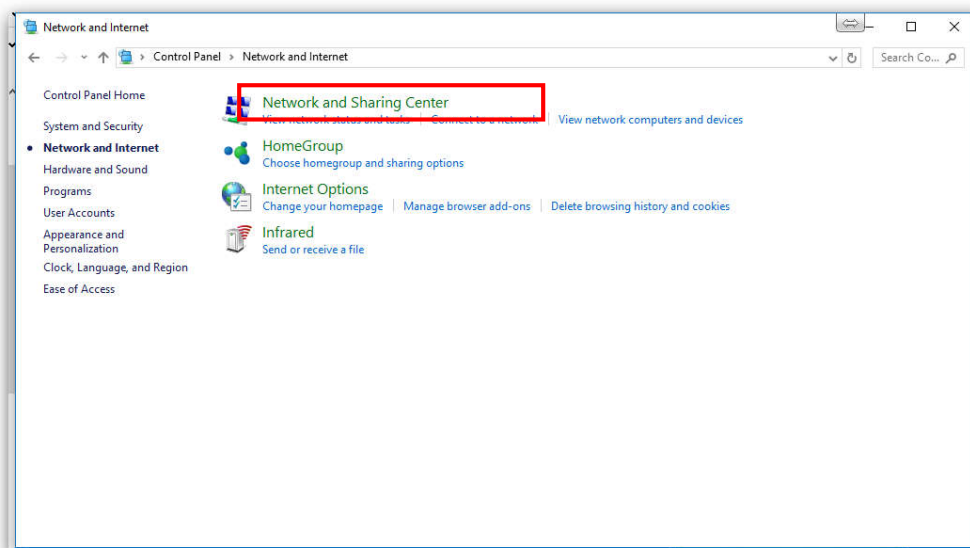 Network and Internet
Control Panel > Network and Internet
Search Co...
Control Panel Home
System and Security
Network and Internet
Hardware and Sound
Programs
User Accounts
Appearance and
Personalization
Clock, Language, and Region
Ease of Access
Network and Sharing Center
View network status and tasks | Connect to a network | View network computers and devices
HomeGroup
Choose homegroup and sharing options
Internet Options
Change your homepage | Manage browser add-ons | Delete browsing history and cookies
Infrared
Send or receive a file